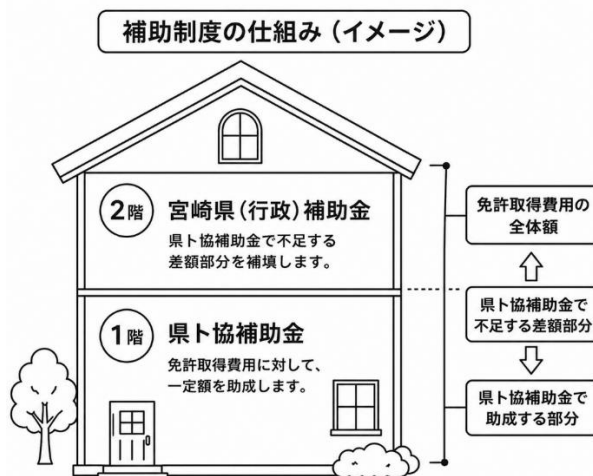 補助制度の仕組み（イメージ）
2階 宮崎県（行政）補助金
県ト協補助金で不足する
差額部分を補填します。
1階 県ト協補助金
免許取得費用に対して、
一定額を助成します。
免許取得費用の
全体額
県ト協補助金で
不足する差額部分
県ト協補助金で
助成する部分